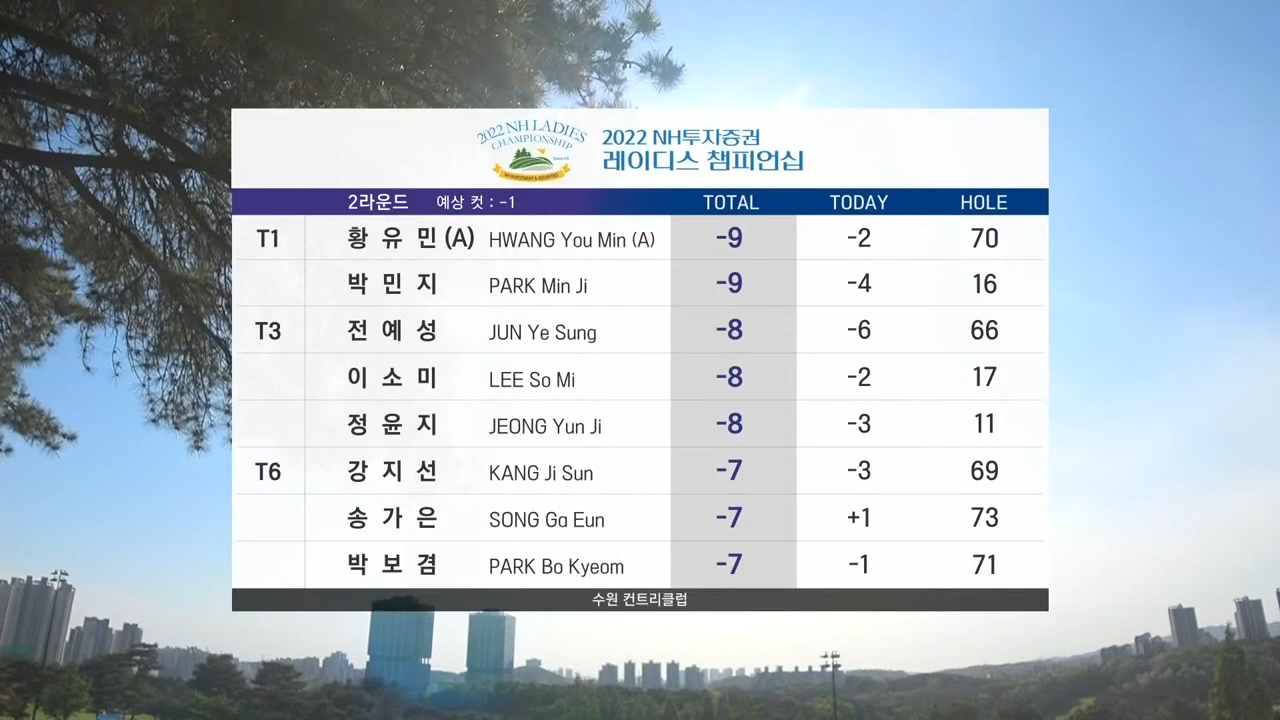 2022 NH LADIES
CHAMPIONSHIP
NH INVESTMENT & SECURITIES
2022 NH투자증권
레이디스 챔피언십
2라운드 예상 컷 : -1 TOTAL TODAY HOLE
T1 황 유 민 (A) HWANG You Min (A) -9 -2 70
박 민 지 PARK Min Ji -9 -4 16
T3 전 예 성 JUN Ye Sung -8 -6 66
이 소 미 LEE So Mi -8 -2 17
정 윤 지 JEONG Yun Ji -8 -3 11
T6 강 지 선 KANG Ji Sun -7 -3 69
송 가 은 SONG Ga Eun -7 +1 73
박 보 겸 PARK Bo Kyeom -7 -1 71
수원 컨트리클럽